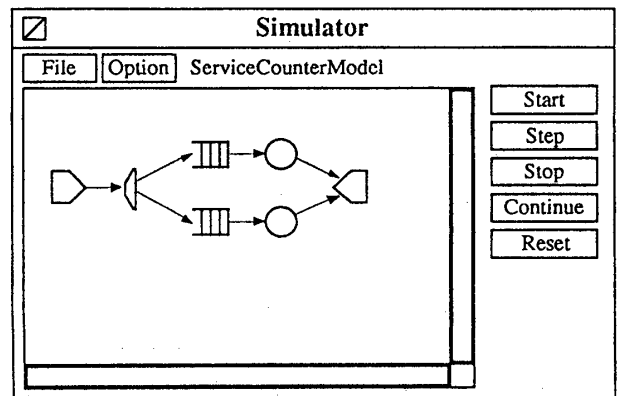 Simulator
File Option ServiceCounterModel
Start
Step
Stop
Continue
Reset